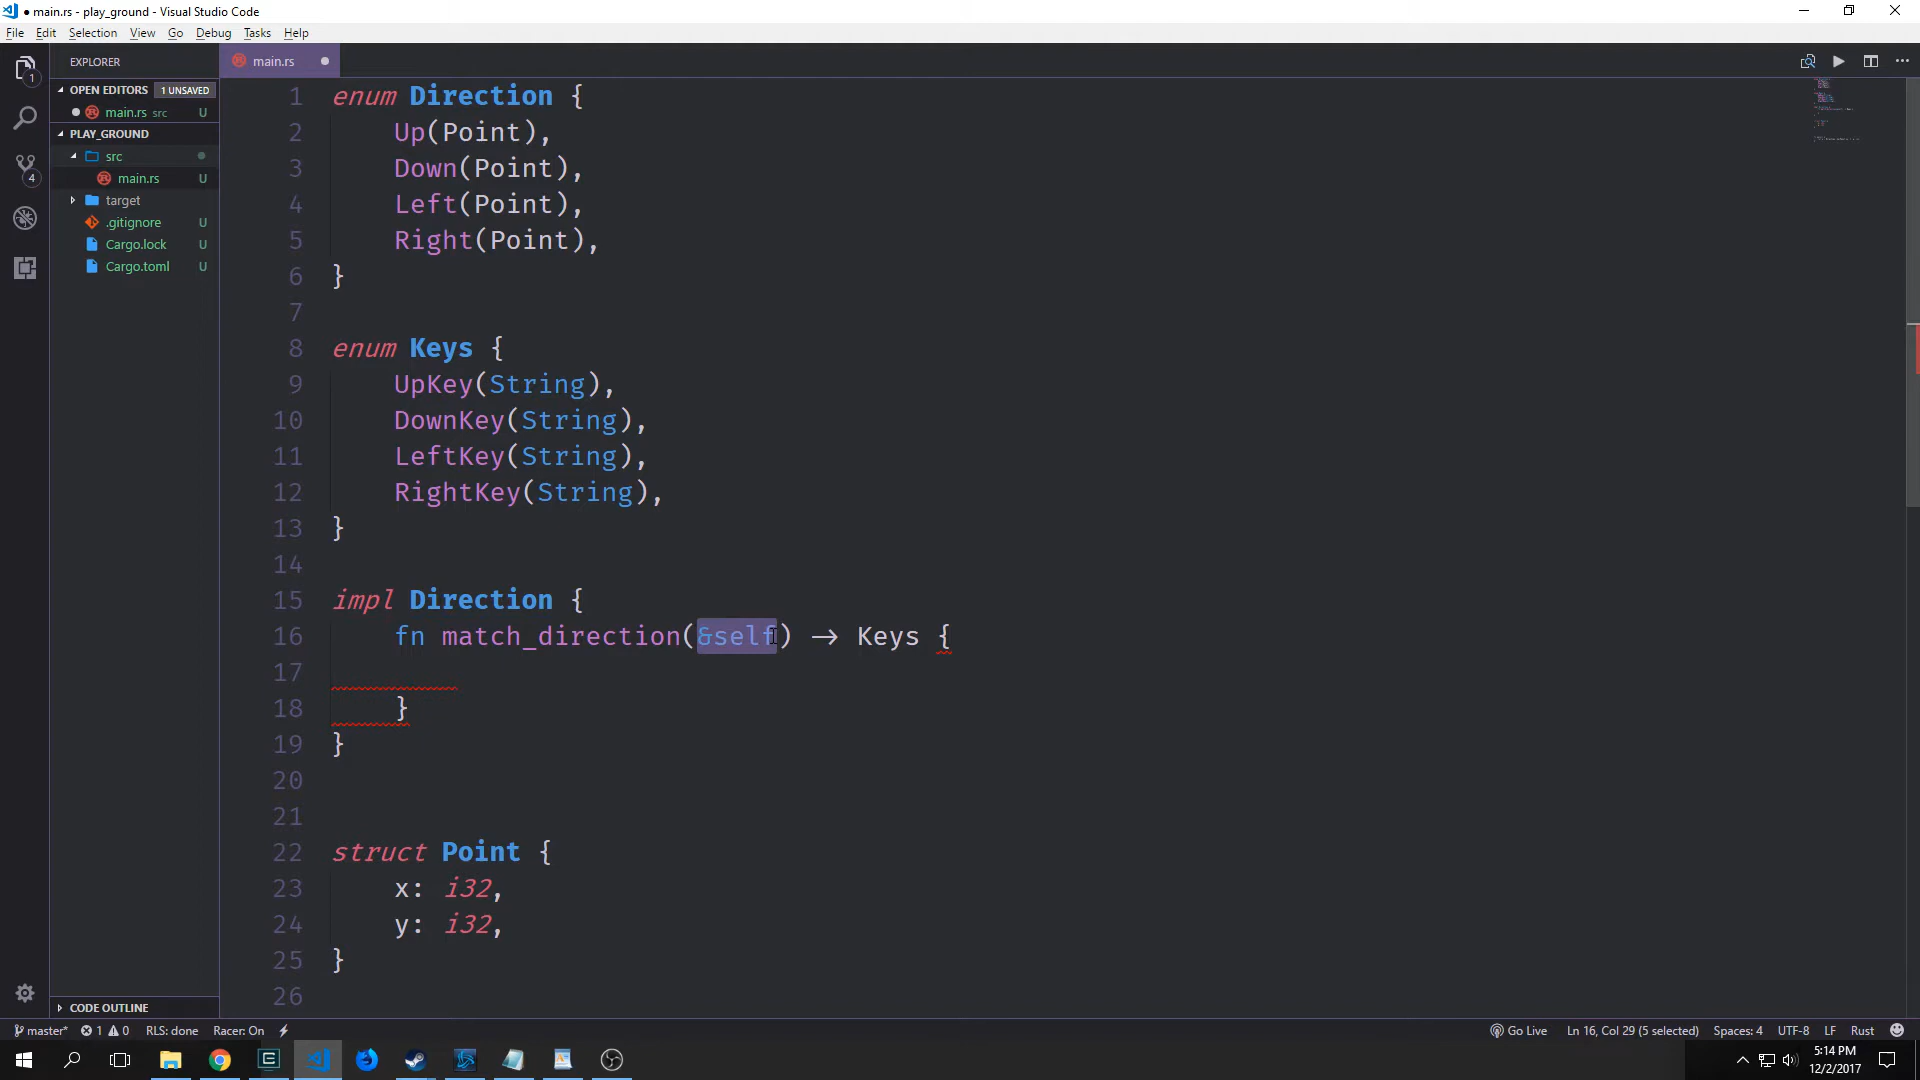 ● main.rs - play_ground - Visual Studio Code
File Edit Selection View Go Debug Tasks Help
EXPLORER
OPEN EDITORS 1 UNSAVED
main.rs src U
PLAY_GROUND
src
main.rs U
target
.gitignore U
Cargo.lock U
Cargo.toml U
CODE OUTLINE
1
4
main.rs
1 enum Direction {
2 Up(Point),
3 Down(Point),
4 Left(Point),
5 Right(Point),
6 }
7
8 enum Keys {
9 UpKey(String),
10 DownKey(String),
11 LeftKey(String),
12 RightKey(String),
13 }
14
15 impl Direction {
16 fn match_direction(&self) → Keys {
17
18 }
19 }
20
21
22 struct Point {
23 x: i32,
24 y: i32,
25 }
26
master* 1 0 RLS: done Racer: On Go Live Ln 16, Col 29 (5 selected) Spaces: 4 UTF-8 LF Rust
5:14 PM
12/2/2017